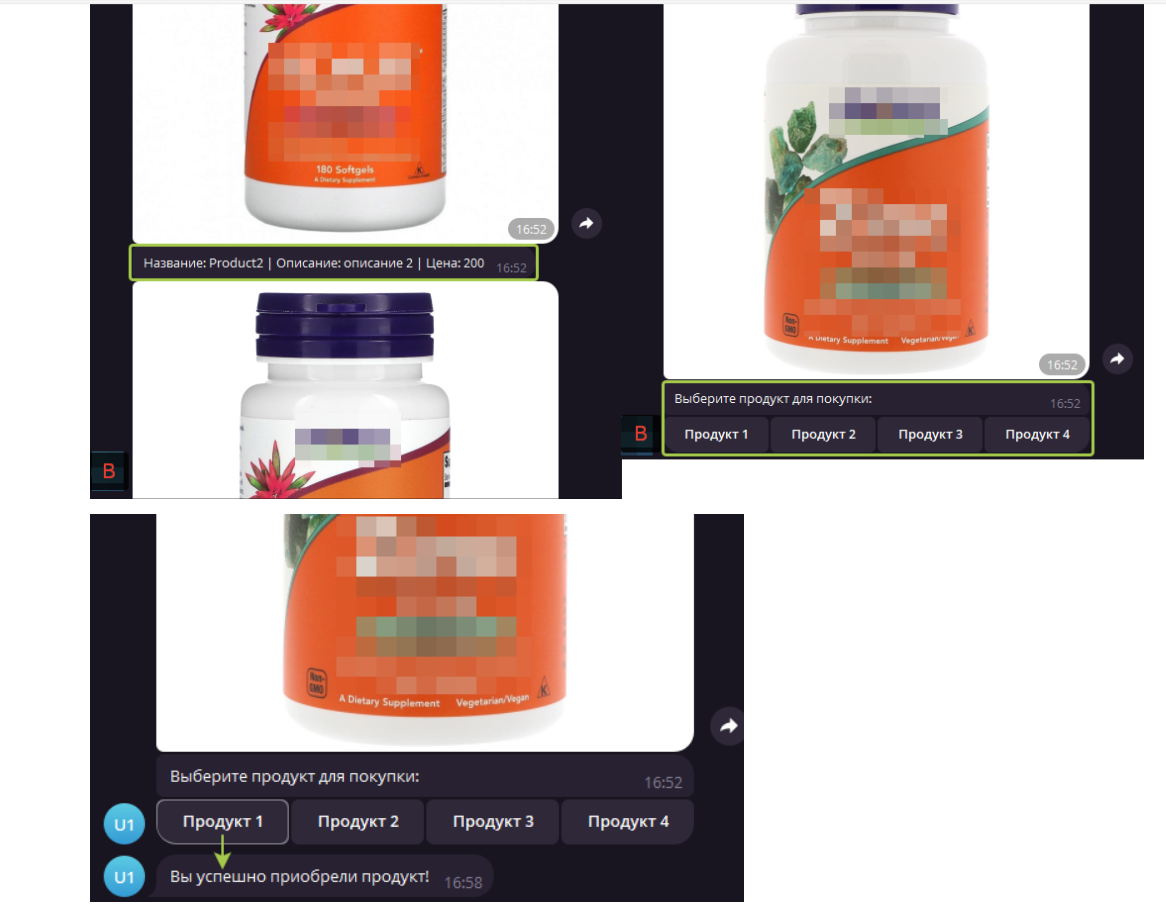 180 Softgels
A Dietary Supplement
16:52
Название: Product2 | Описание: описание 2 | Цена: 200 16:52
B
Non-GMO
A Dietary Supplement Vegetarian/Vegan
K
16:52
Выберите продукт для покупки: 16:52
B
Продукт 1 Продукт 2 Продукт 3 Продукт 4
Non-GMO
A Dietary Supplement Vegetarian/Vegan
K
Выберите продукт для покупки: 16:52
U1
Продукт 1 Продукт 2 Продукт 3 Продукт 4
U1
Вы успешно приобрели продукт! 16:58